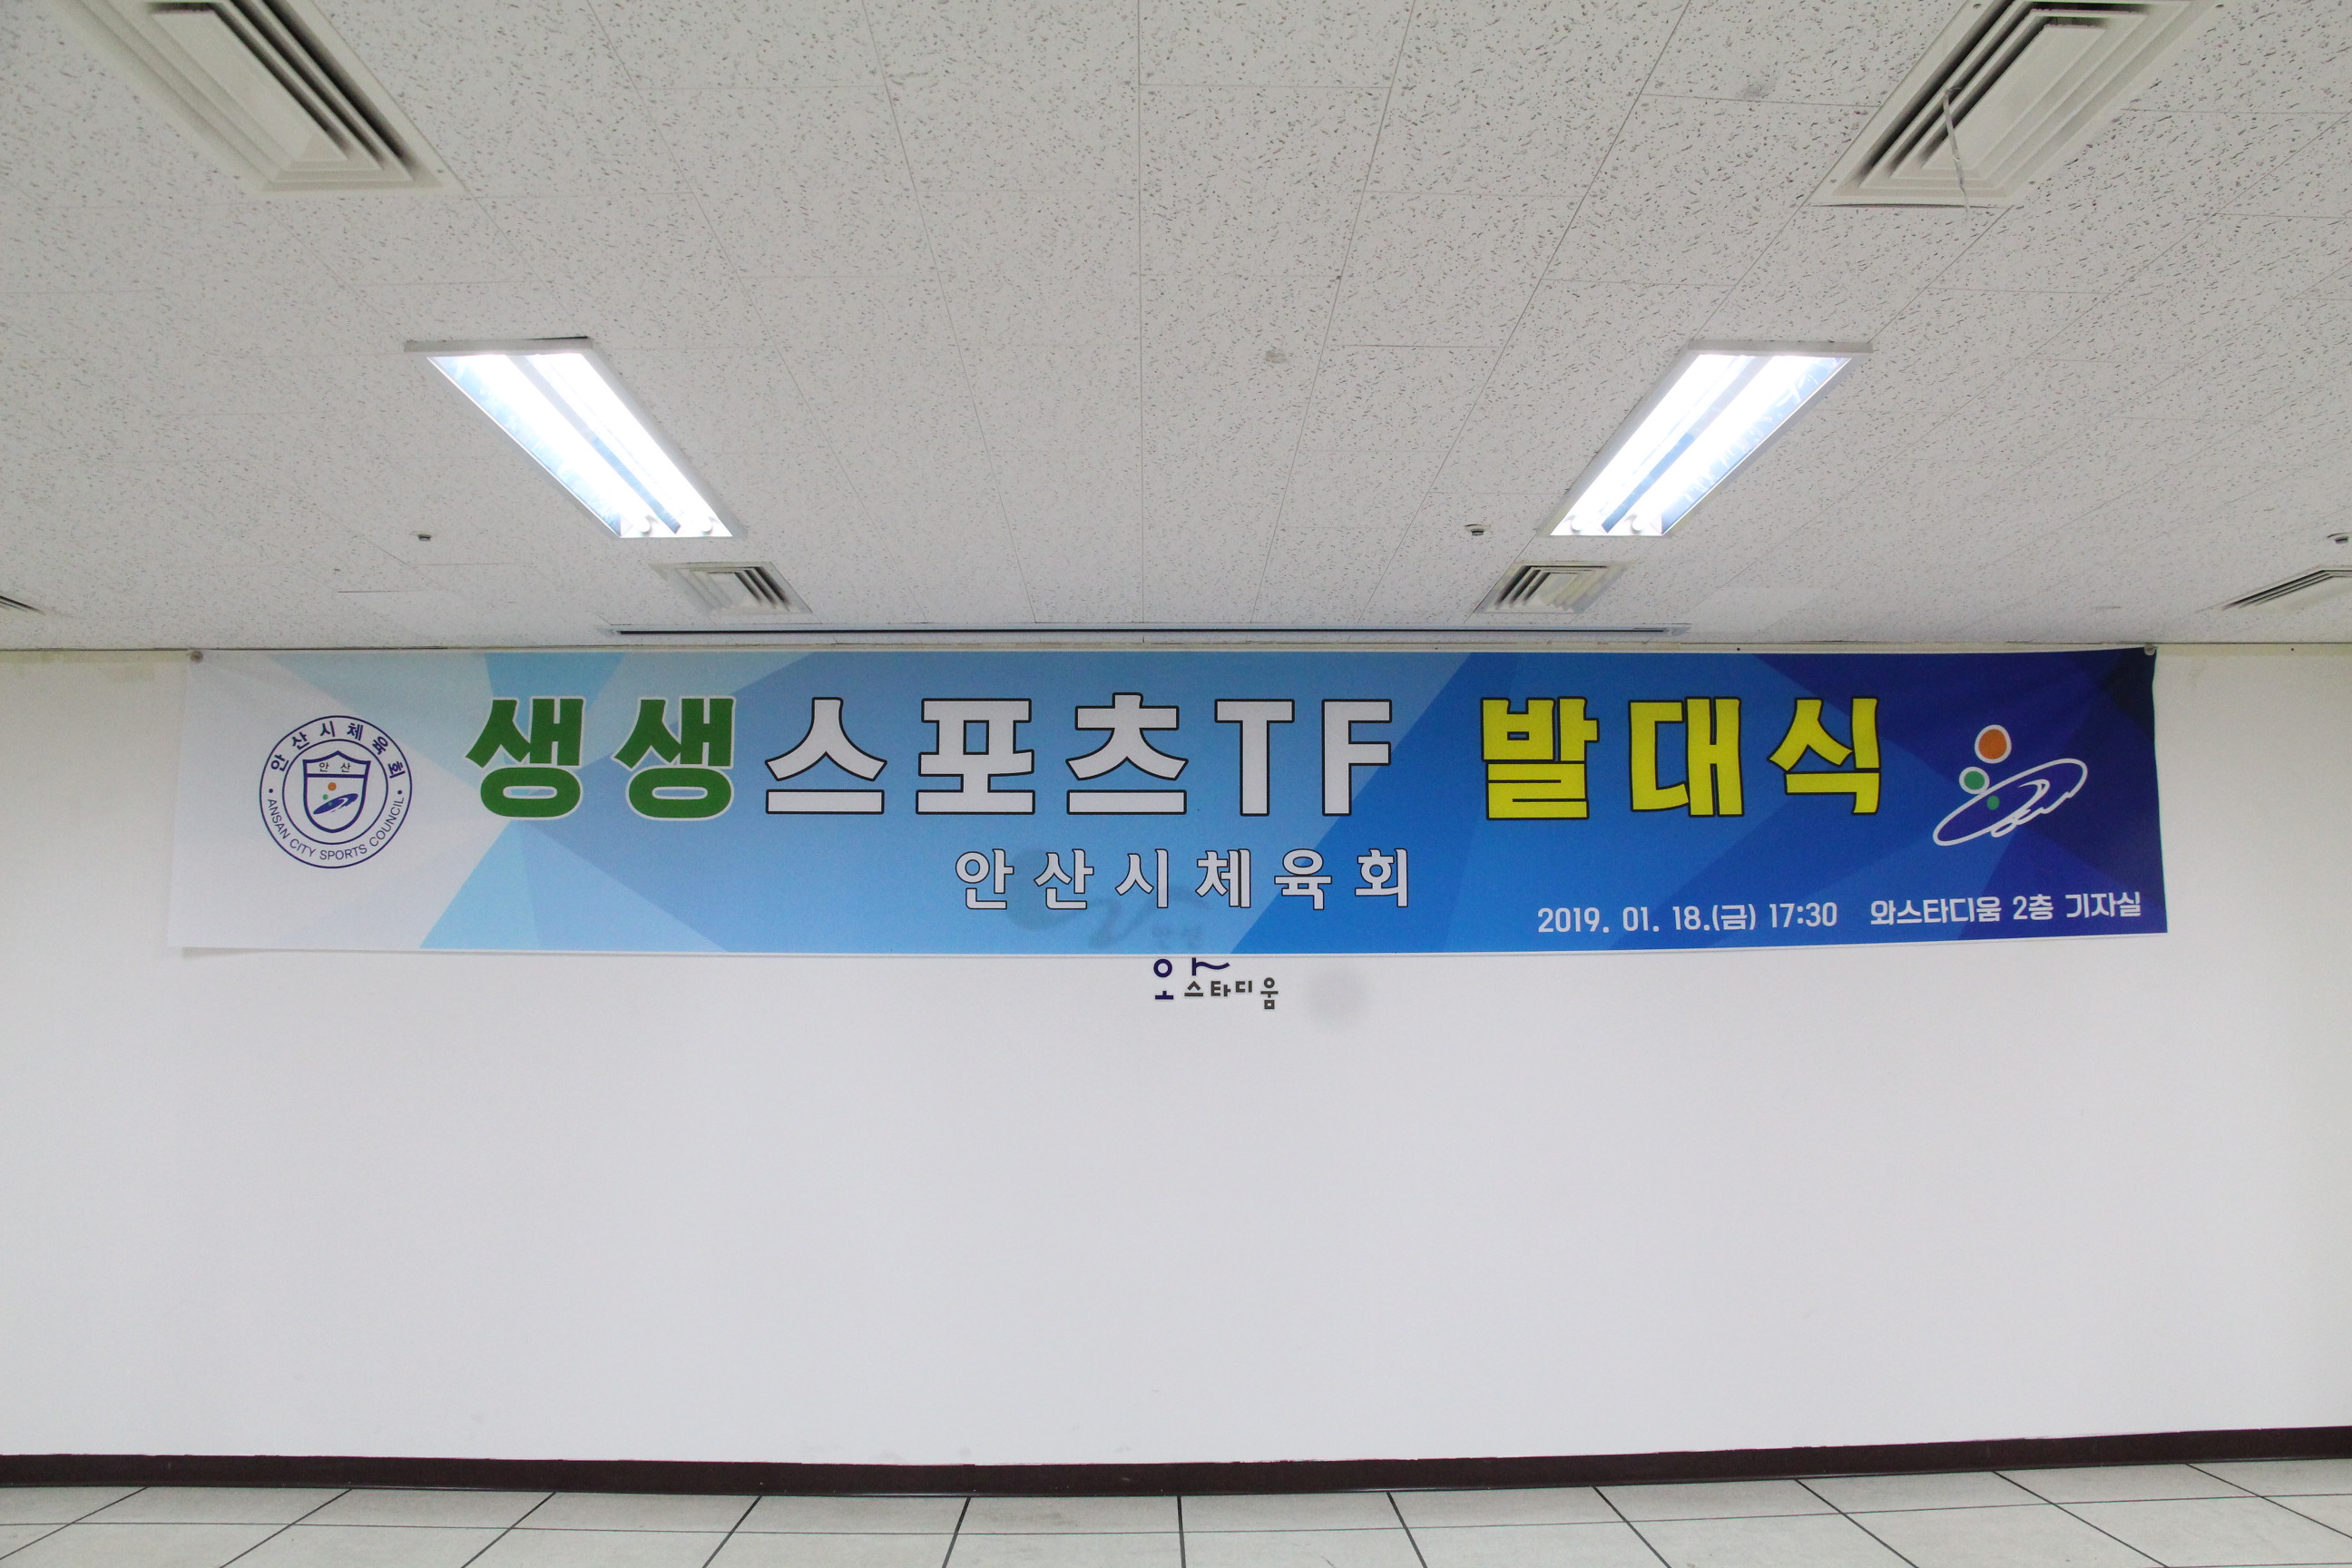 안산시체육회
안산
ANSAN CITY SPORTS COUNCIL
생생스포츠TF 발대식
안산시체육회
2019. 01. 18.(금) 17:30 와스타디움 2층 기자실
와스타디움